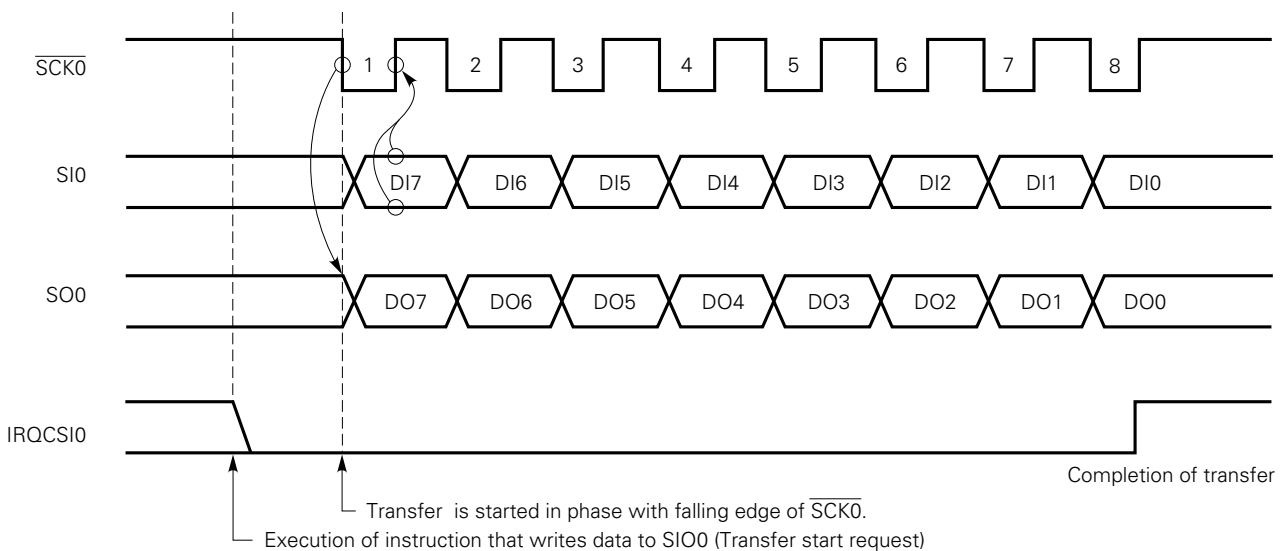 SCK0 1 2 3 4 5 6 7 8
SI0 DI7 DI6 DI5 DI4 DI3 DI2 DI1 DI0
SO0 DO7 DO6 DO5 DO4 DO3 DO2 DO1 DO0
IRQCSI0
Completion of transfer
Transfer is started in phase with falling edge of SCK0.
Execution of instruction that writes data to SIO0 (Transfer start request)